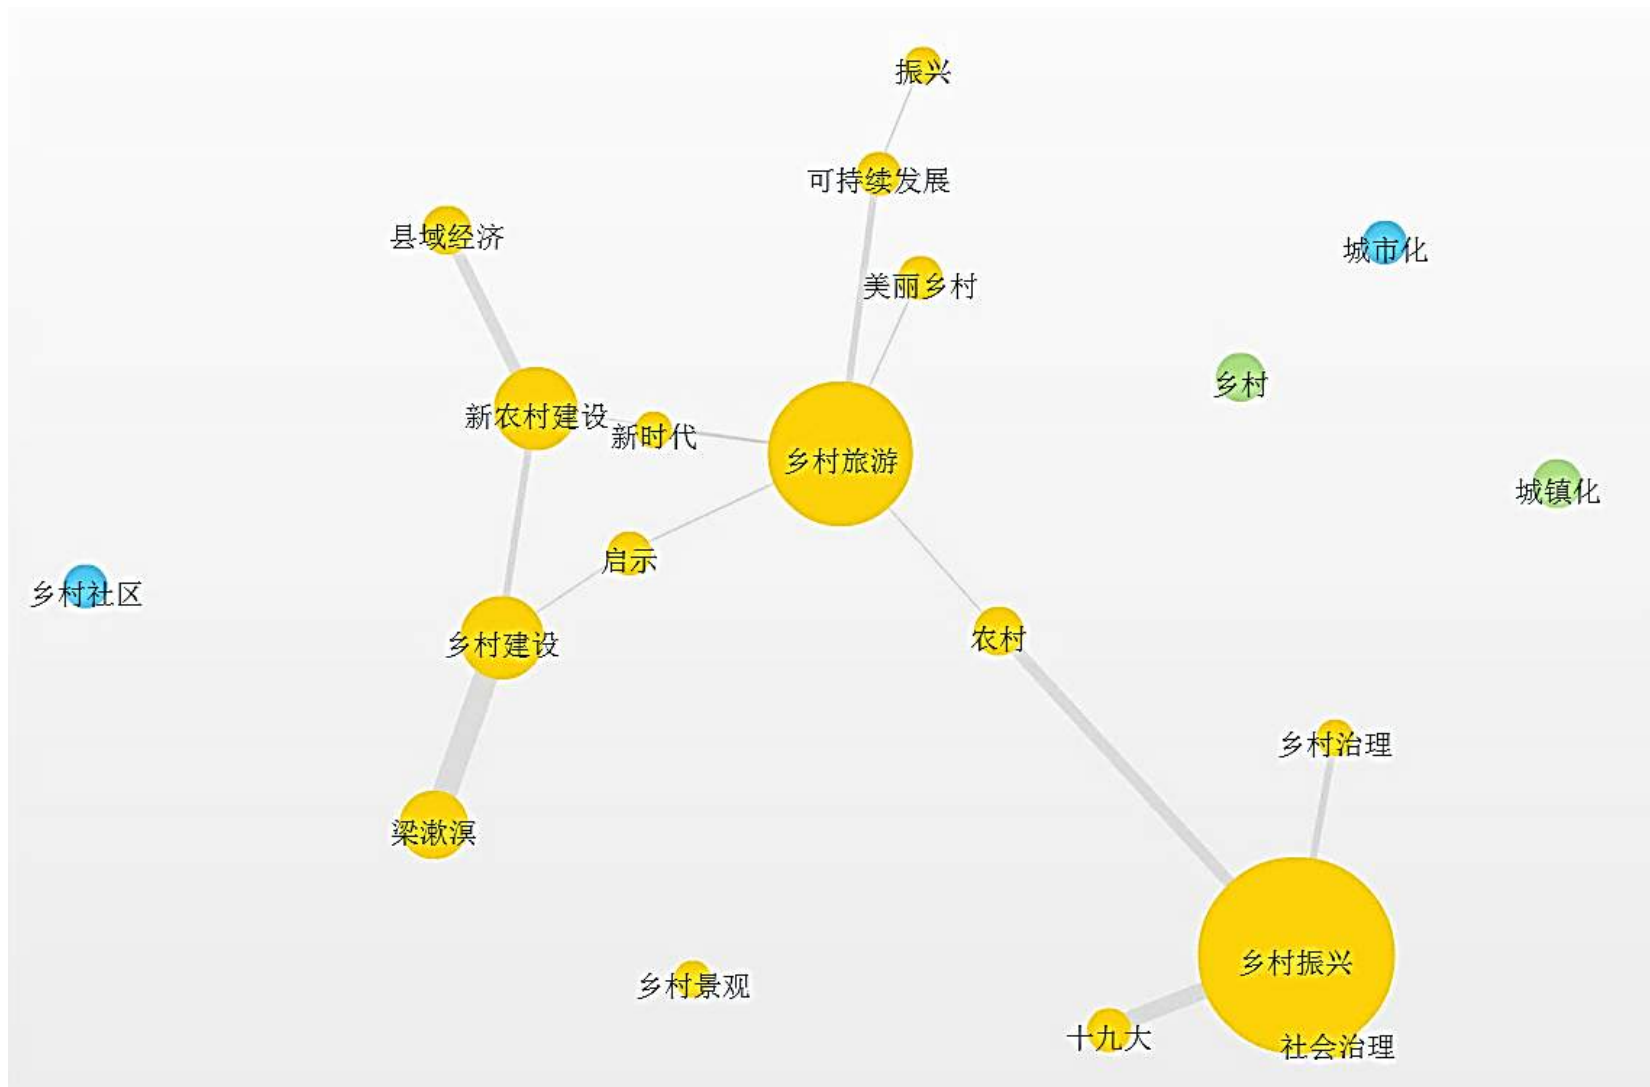 振兴
可持续发展
县域经济
城市化
美丽乡村
乡村
新农村建设
新时代
乡村旅游
城镇化
启示
乡村社区
农村
乡村建设
乡村治理
梁漱溟
乡村振兴
乡村景观
十九大
社会治理